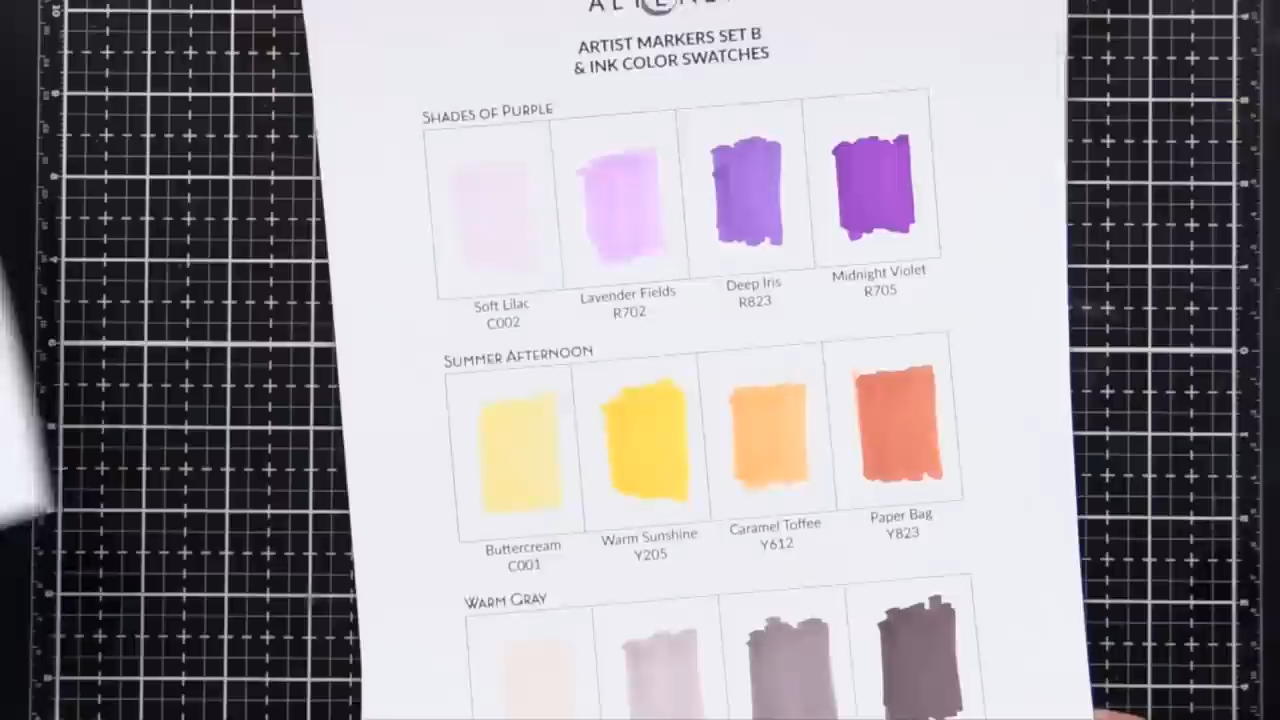 ARTIST MARKERS SET B
& INK COLOR SWATCHES
SHADES OF PURPLE
Soft Lilac
C002
Lavender Fields
R702
Deep Iris
R823
Midnight Violet
R705
SUMMER AFTERNOON
Buttercream
C001
Warm Sunshine
Y205
Caramel Toffee
Y612
Paper Bag
Y823
WARM GRAY